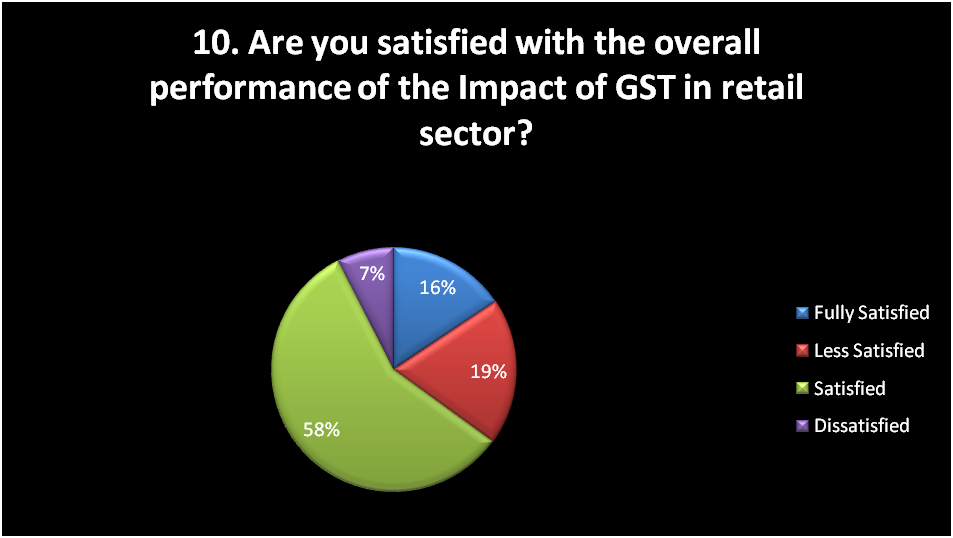 10. Are you satisfied with the overall
performance of the Impact of GST in retail
sector?
7%
16%
19%
58%
Fully Satisfied
Less Satisfied
Satisfied
Dissatisfied